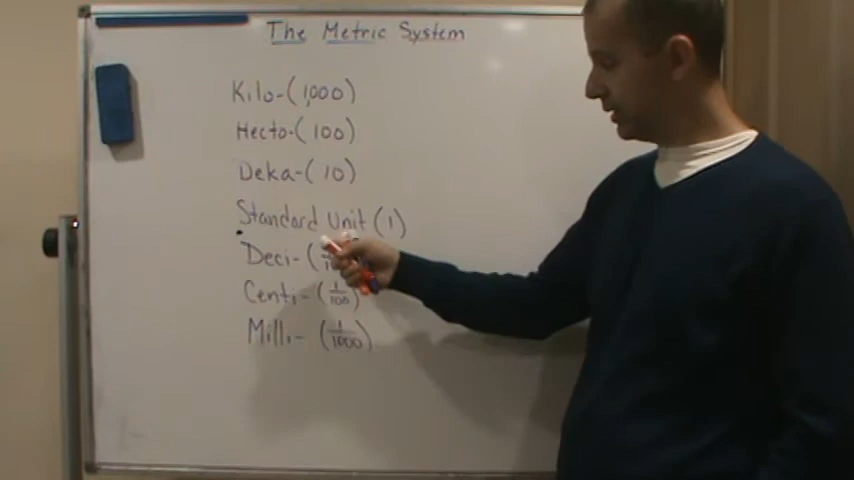 The Metric System
Kilo-(1,000)
Hecto-(100)
Deka-(10)
Standard Unit (1)
Deci-(
Centi-(1/100)
Milli-(1/1000)